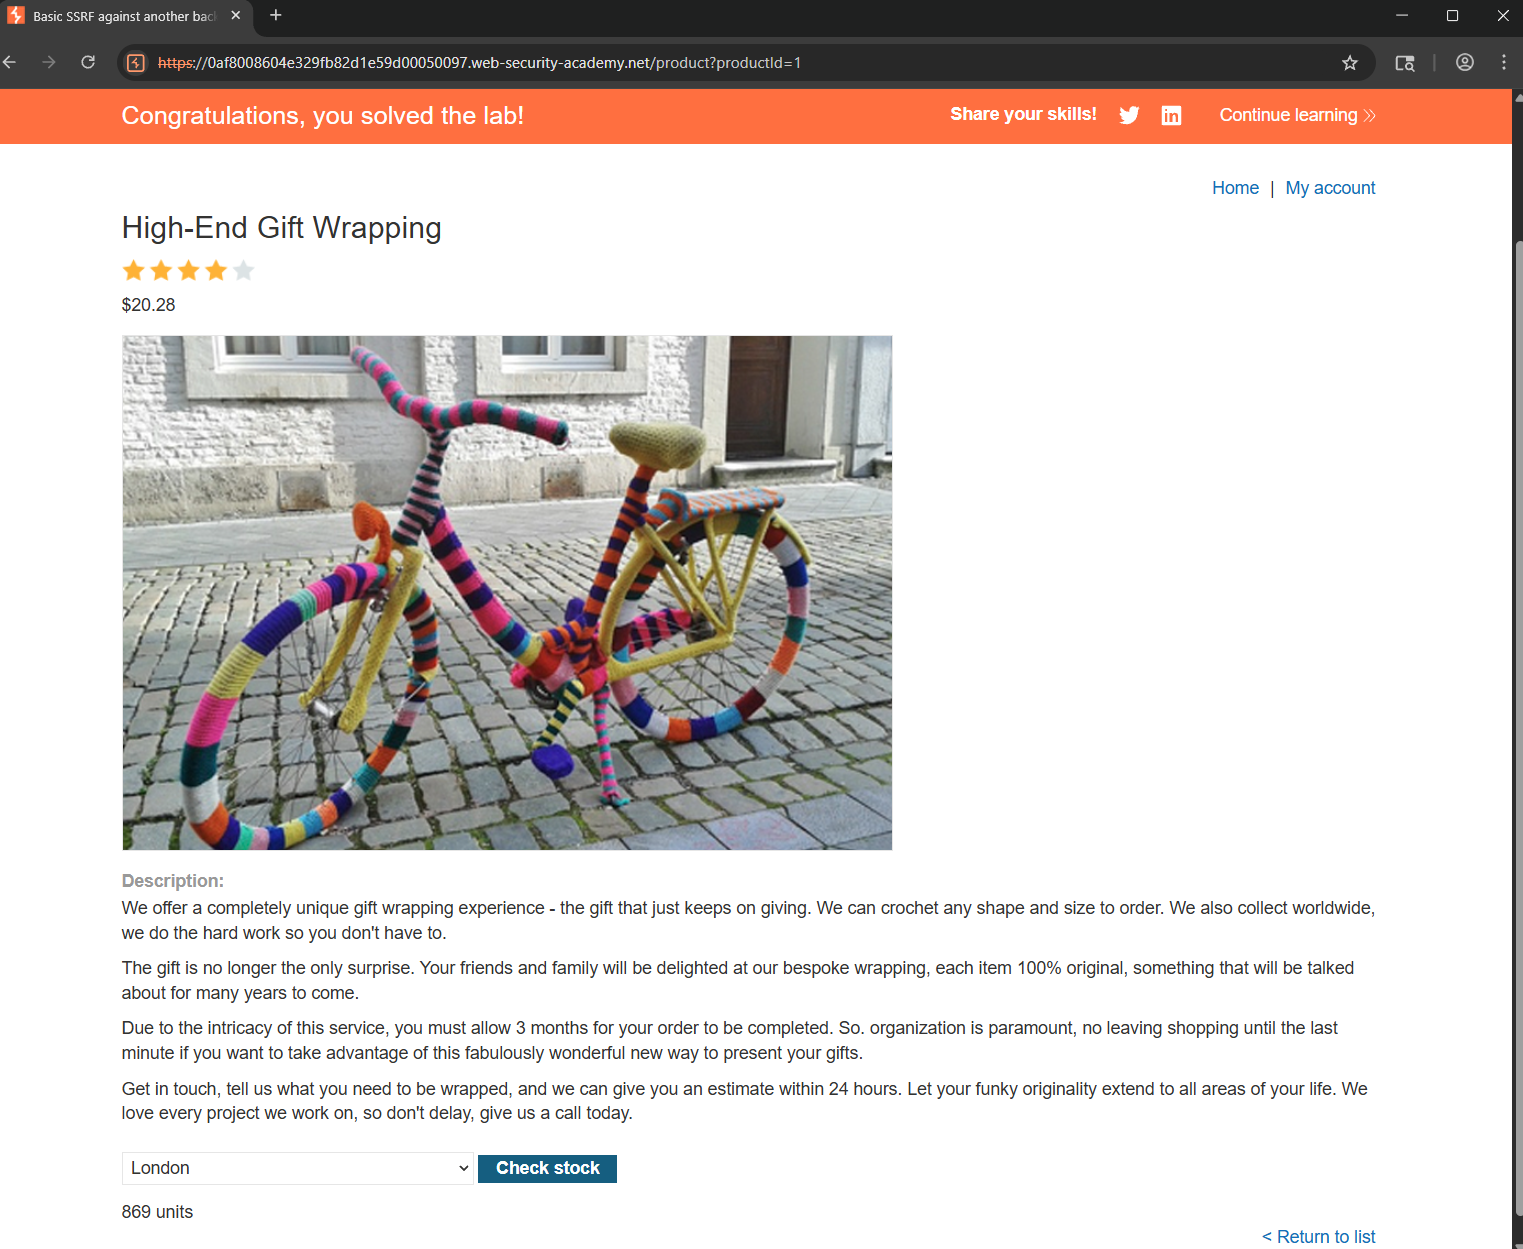 Basic SSRF against another bac
https://0af8008604e329fb82d1e59d00050097.web-security-academy.net/product?productId=1
Congratulations, you solved the lab!
Share your skills!
Continue learning
Home | My account
High-End Gift Wrapping
$20.28
Description:
We offer a completely unique gift wrapping experience - the gift that just keeps on giving. We can crochet any shape and size to order. We also collect worldwide,
we do the hard work so you don't have to.
The gift is no longer the only surprise. Your friends and family will be delighted at our bespoke wrapping, each item 100% original, something that will be talked
about for many years to come.
Due to the intricacy of this service, you must allow 3 months for your order to be completed. So. organization is paramount, no leaving shopping until the last
minute if you want to take advantage of this fabulously wonderful new way to present your gifts.
Get in touch, tell us what you need to be wrapped, and we can give you an estimate within 24 hours. Let your funky originality extend to all areas of your life. We
love every project we work on, so don't delay, give us a call today.
London
Check stock
869 units
< Return to list